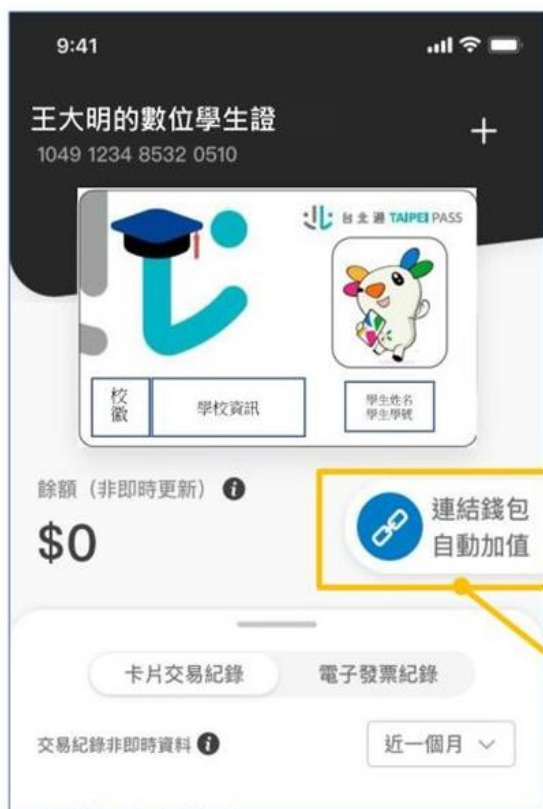 9:41
王大明的數位學生證
1049 1234 8532 0510
台北通 TAIPEI PASS
校徽
學校資訊
學生姓名
學生學號
餘額（非即時更新）
$0
連結錢包
自動加值
卡片交易紀錄
電子發票紀錄
交易紀錄非即時資料
近一個月